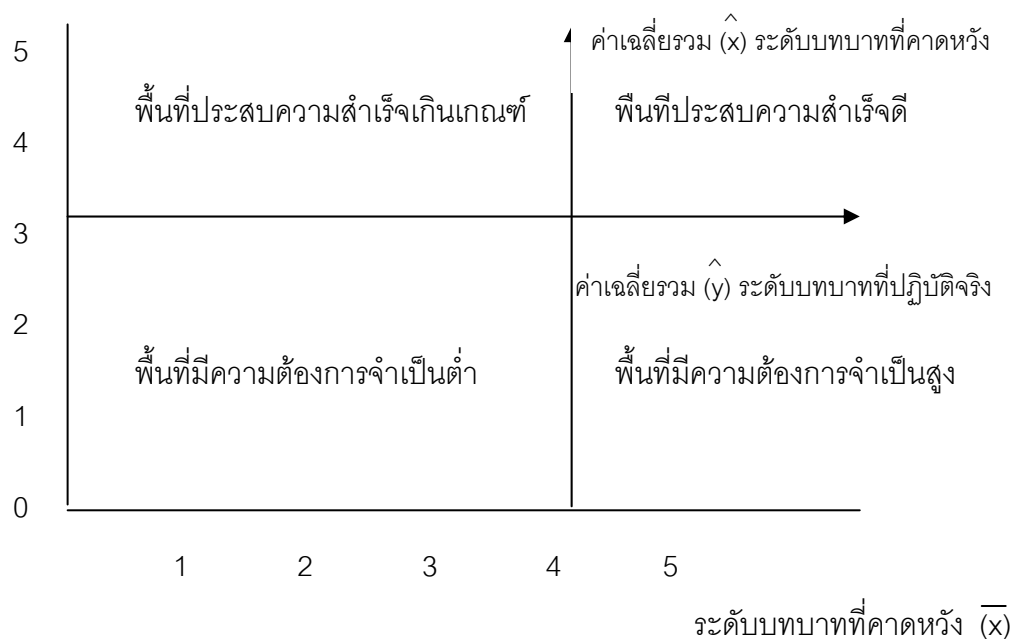 5
ค่าเฉลี่ยรวม (x̂) ระดับบทบาทที่คาดหวัง
พื้นที่ประสบความสำเร็จเกินเกณฑ์
พืนทีประสบความสำเร็จดี
4
3
ค่าเฉลี่ยรวม (ŷ) ระดับบทบาทที่ปฏิบัติจริง
2
พื้นที่มีความต้องการจำเป็นต่ำ
พื้นที่มีความต้องการจำเป็นสูง
1
0
1 2 3 4 5
ระดับบทบาทที่คาดหวัง (x̅)